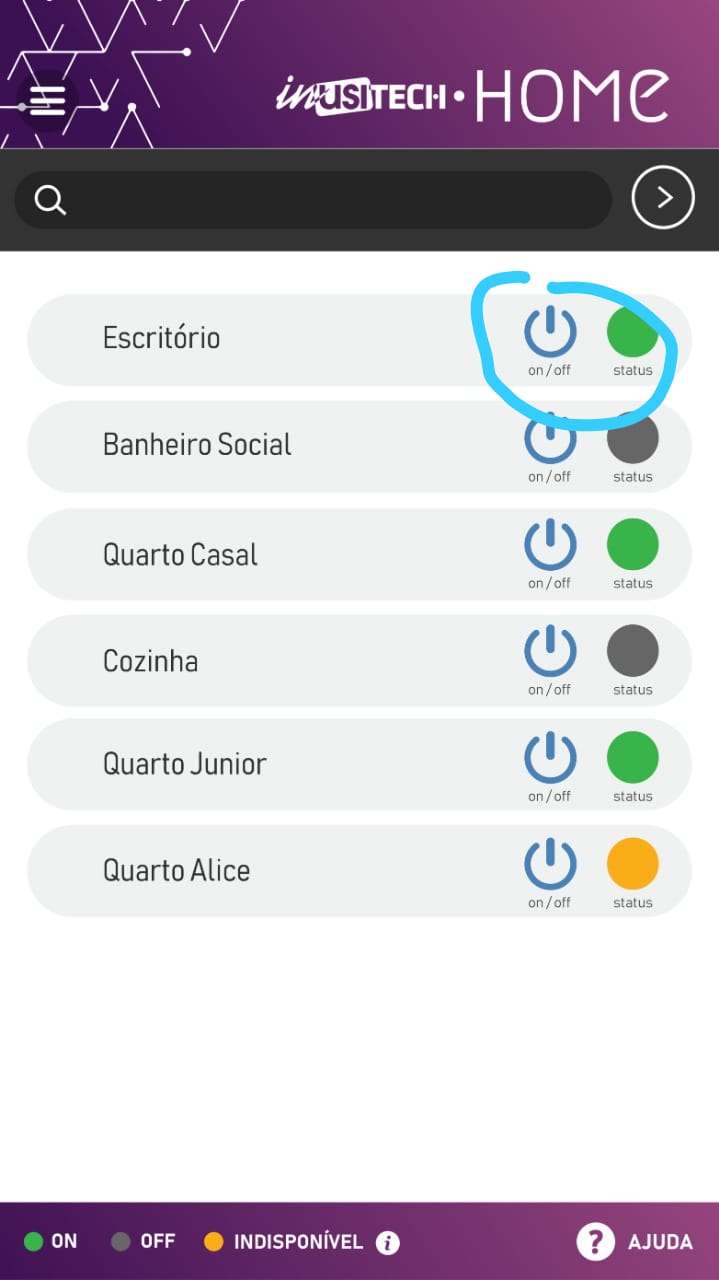 inusiTECH • HOME
Escritório
on / off status
Banheiro Social
on / off status
Quarto Casal
on / off status
Cozinha
on / off status
Quarto Junior
on / off status
Quarto Alice
on / off status
ON OFF INDISPONÍVEL i ? AJUDA